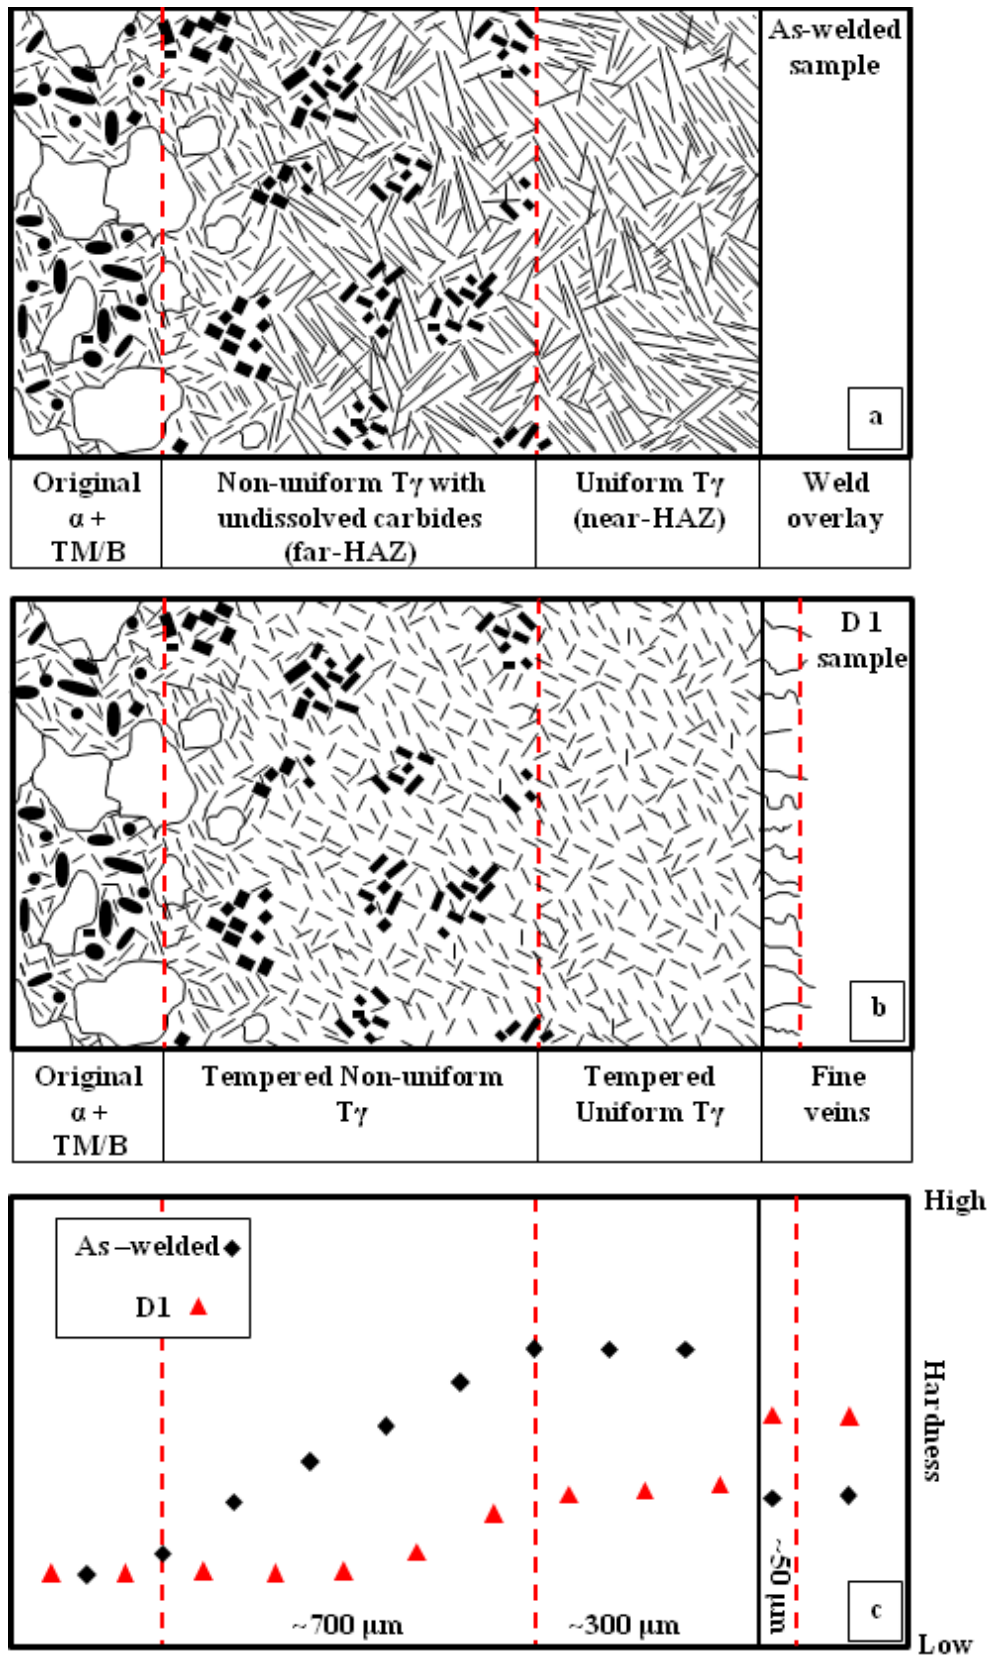 As-welded
sample
a
Original
α +
TM/B
Non-uniform Tγ with
undissolved carbides
(far-HAZ)
Uniform Tγ
(near-HAZ)
Weld
overlay
D 1
sample
b
Original
α +
TM/B
Tempered Non-uniform
Tγ
Tempered
Uniform Tγ
Fine
veins
High
As –welded
D1
Hardness
~700 μm
~300 μm
~50 μm
c
Low